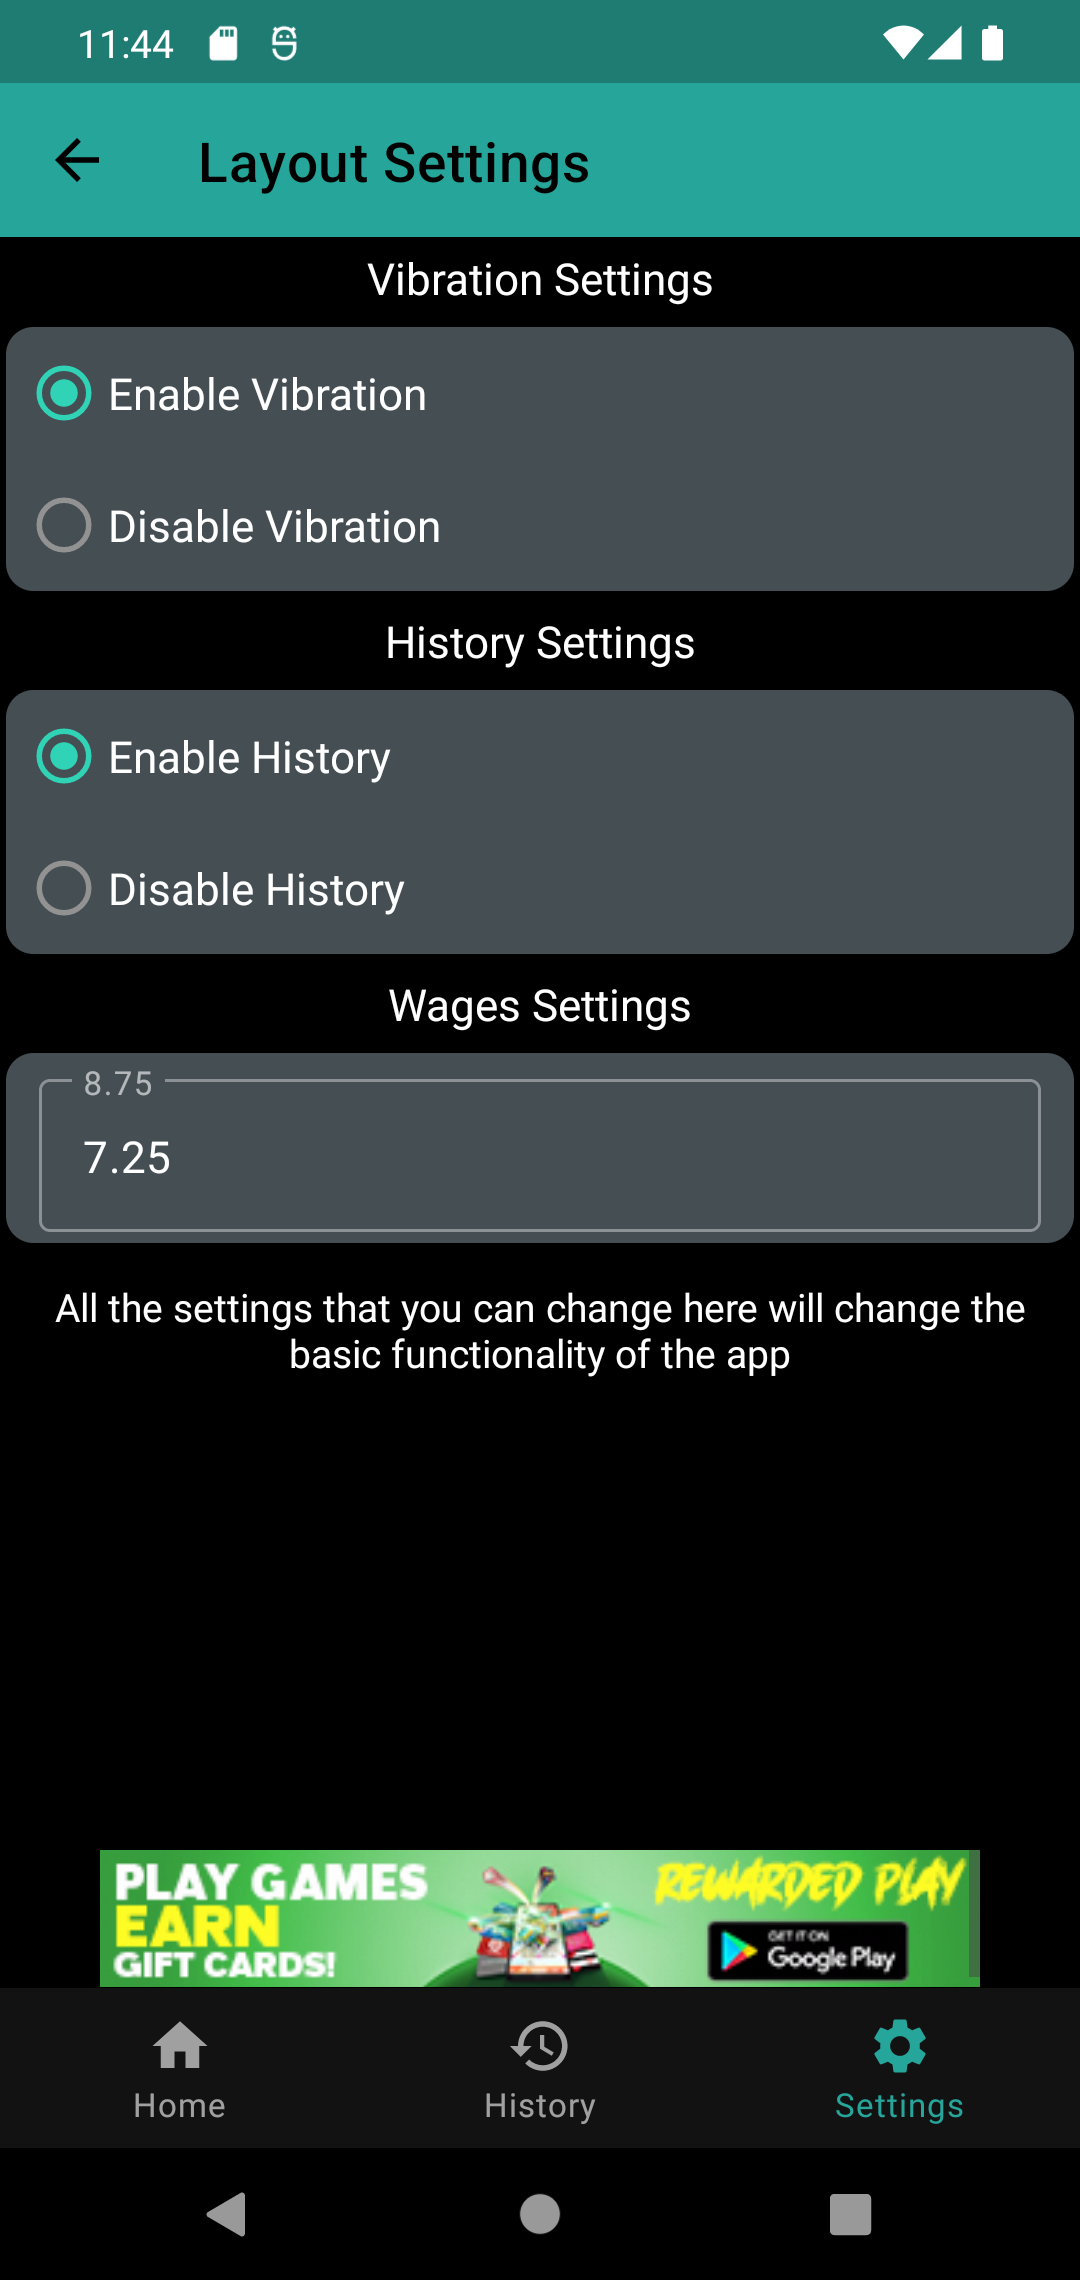 11:44
Layout Settings
Vibration Settings
Enable Vibration
Disable Vibration
History Settings
Enable History
Disable History
Wages Settings
8.75
7.25
All the settings that you can change here will change the
basic functionality of the app
PLAY GAMES
EARN
GIFT CARDS!
REWARDED PLAY
GET IT ON
Google Play
Home
History
Settings